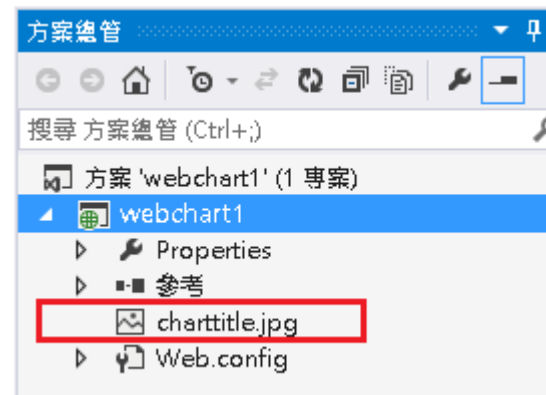 方案總管
搜尋 方案總管 (Ctrl+;)
方案 'webchart1' (1 專案)
webchart1
Properties
參考
charttitle.jpg
Web.config